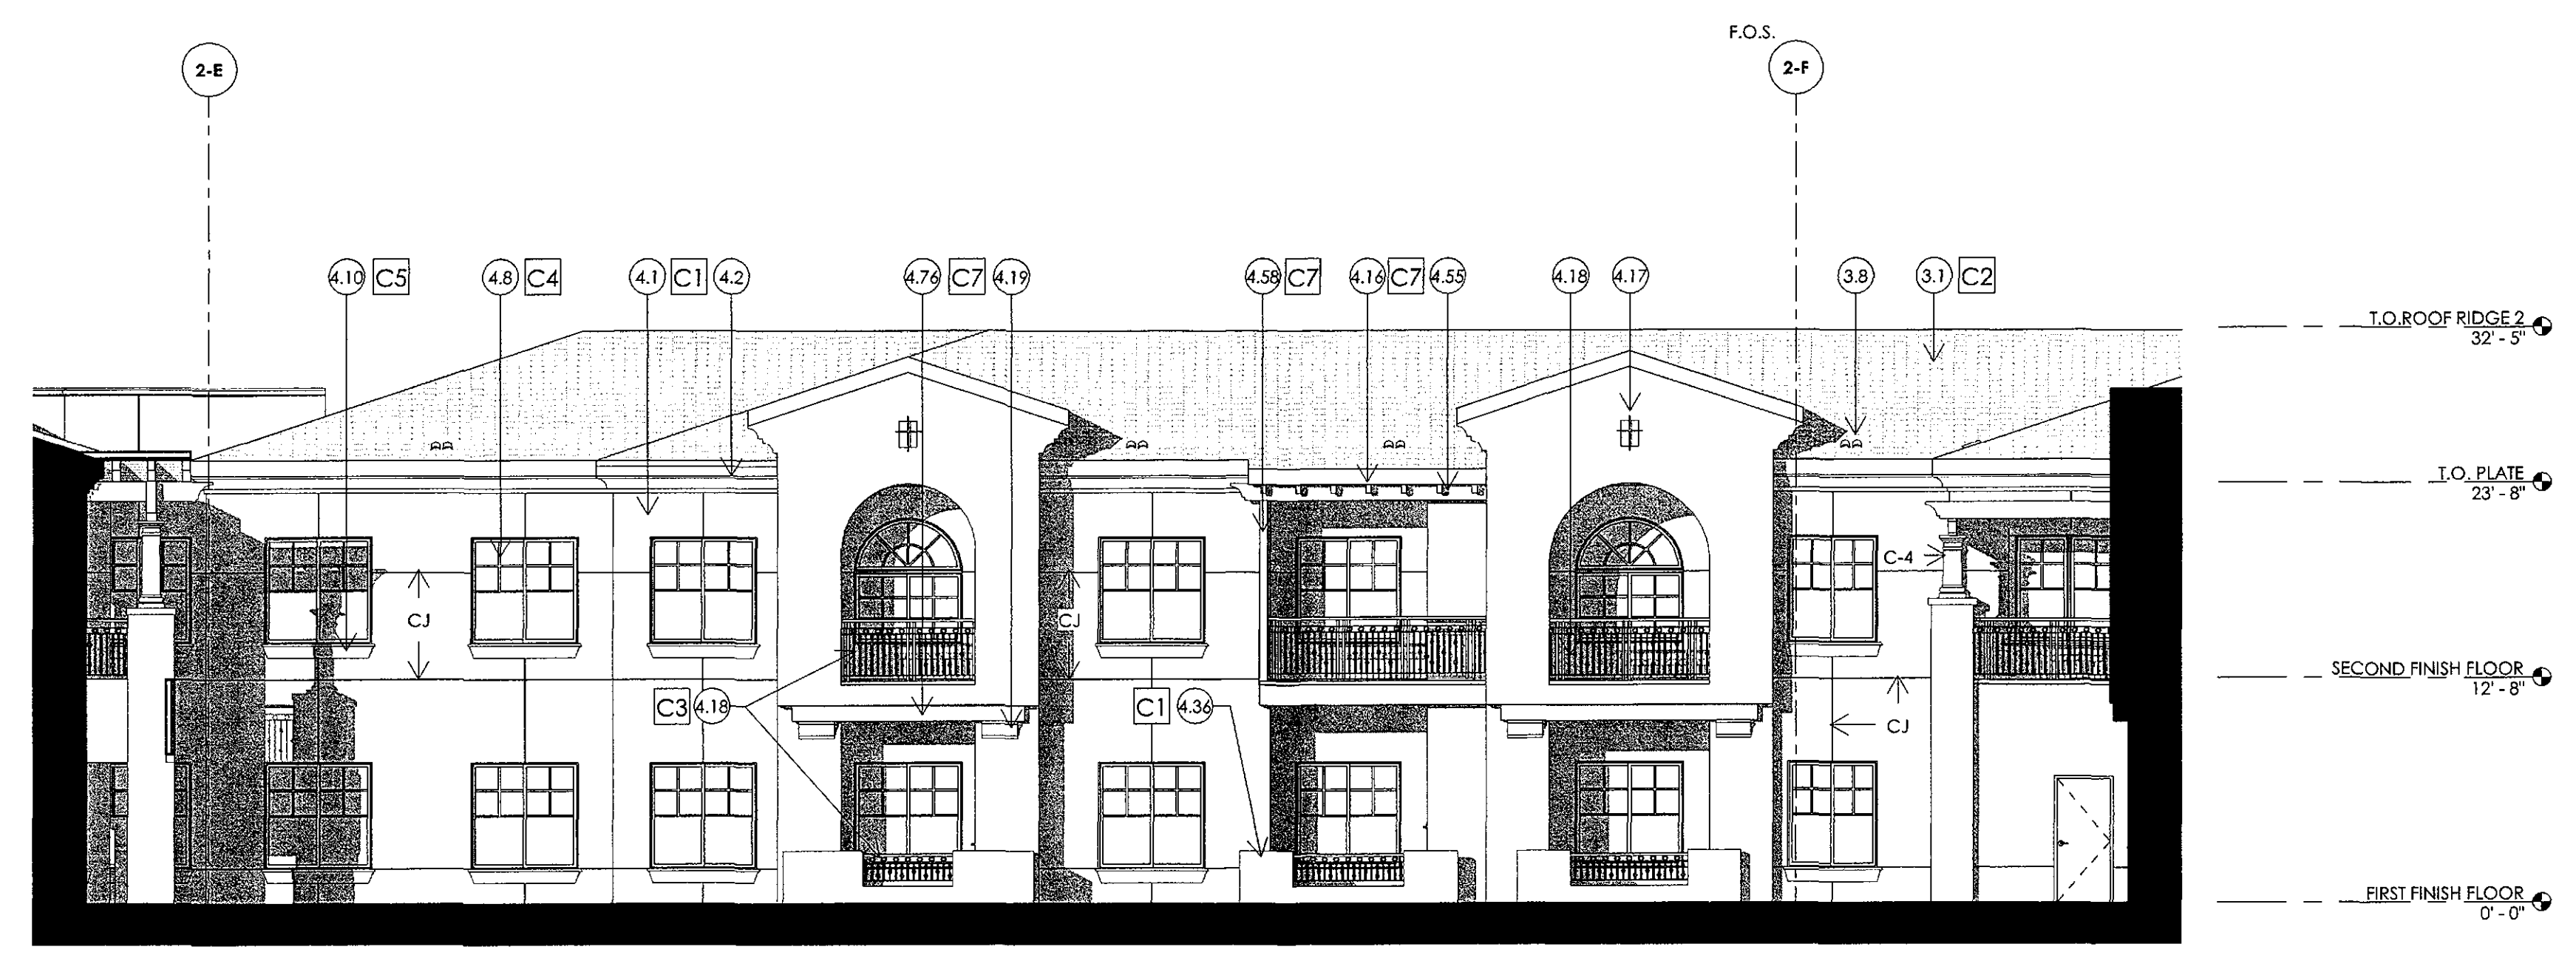 F.O.S.
2-E
2-F
4.10 C5
4.8 C4
4.1 C1 4.2
4.76 C7 4.19
4.58 C7
4.16 C7 4.55
4.18
4.17
3.8
3.1 C2
T.O.ROOF RIDGE 2
32' - 5"
T.O. PLATE
23' - 8"
C-4
CJ
CJ
SECOND FINISH FLOOR
12' - 8"
C3 4.18
C1 4.36
CJ
FIRST FINISH FLOOR
0' - 0"